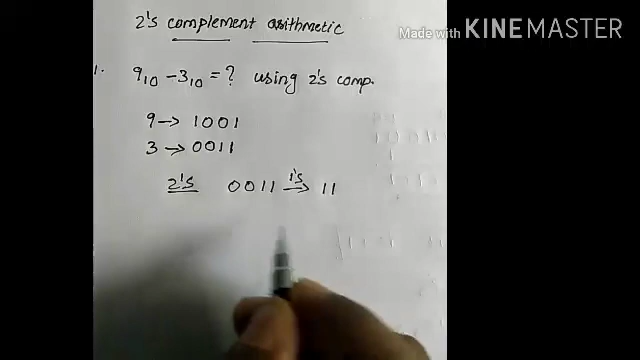 Made with KINEMASTER
2's complement arithmetic
1. 9₁₀ - 3₁₀ = ? using 2's comp.
9 → 1001
3 → 0011
2's 0011 1's → 11